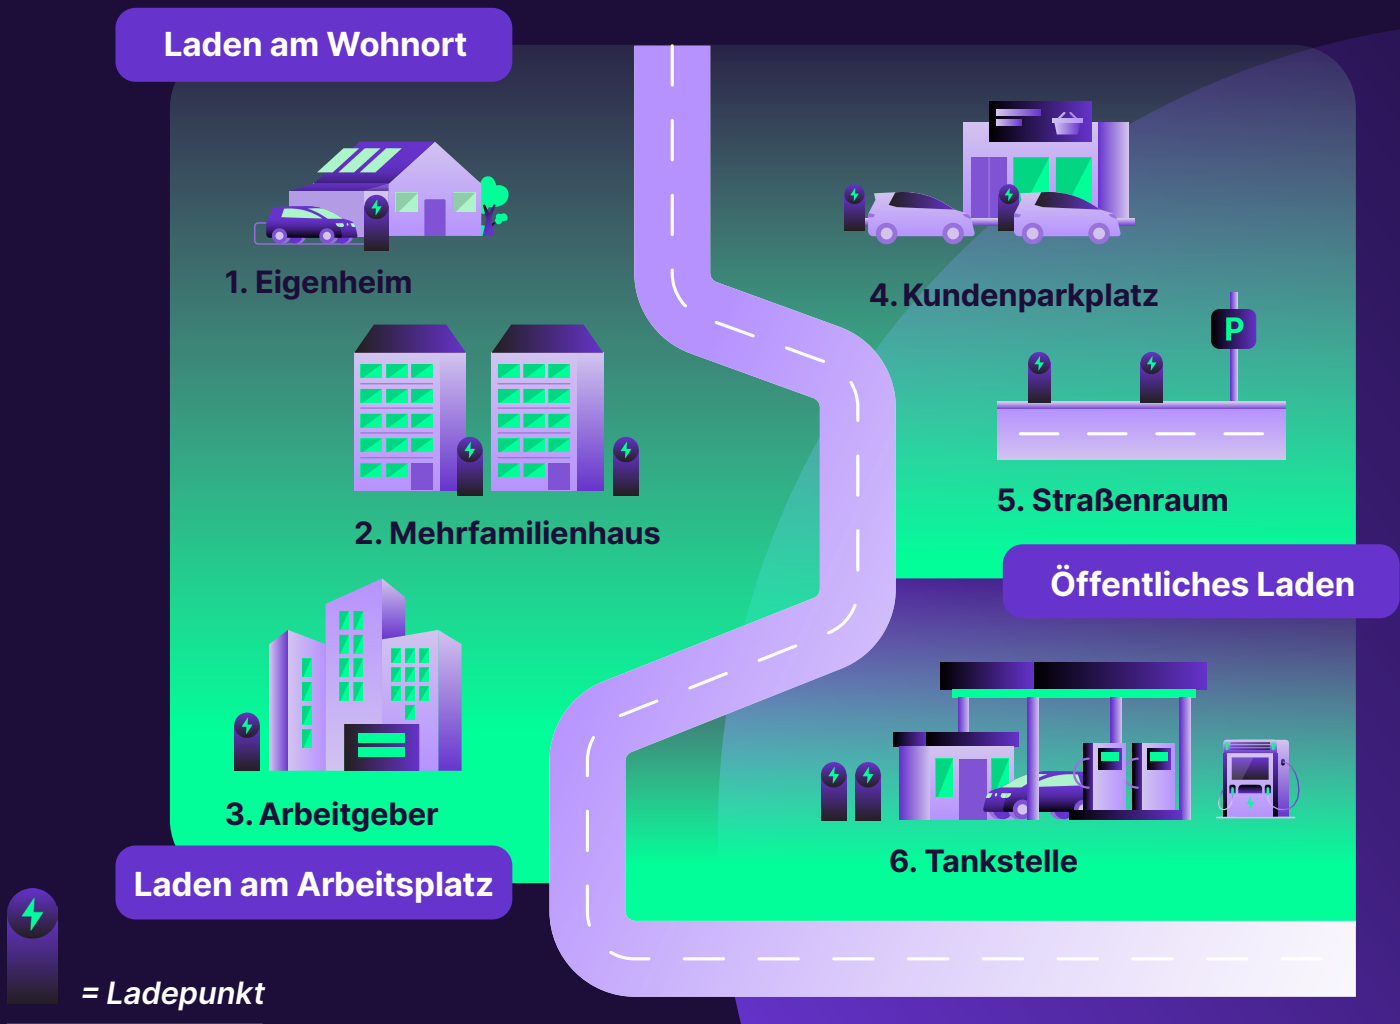 Laden am Wohnort
1. Eigenheim
2. Mehrfamilienhaus
3. Arbeitgeber
Laden am Arbeitsplatz
= Ladepunkt
4. Kundenparkplatz
P
5. Straßenraum
Öffentliches Laden
6. Tankstelle